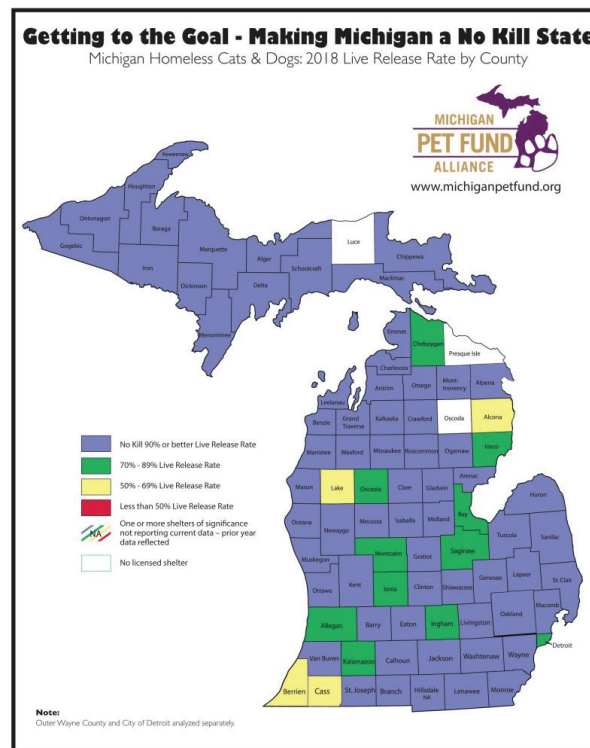 Getting to the Goal - Making Michigan a No Kill State
Michigan Homeless Cats & Dogs: 2018 Live Release Rate by County
MICHIGAN
PET FUND
ALLIANCE
www.michiganpetfund.org
Keweenaw
Houghton
Ontonagon
Baraga
Gogebic
Marquette
Iron
Alger
Luce
Schoolcraft
Chippewa
Mackinac
Dickinson
Delta
Menominee
Emmet
Cheboygan
Presque Isle
Charlevoix
Antrim
Otsego
Mont-
morency
Alpena
Leelanau
Benzie
Grand
Traverse
Kalkaska
Crawford
Oscoda
Alcona
Manistee
Wexford
Missaukee
Roscommon
Ogemaw
Iosco
Mason
Lake
Osceola
Clare
Gladwin
Arenac
Huron
Oceana
Newaygo
Mecosta
Isabella
Midland
Bay
Tuscola
Sanilac
Muskegon
Montcalm
Gratiot
Saginaw
Ottawa
Kent
Ionia
Clinton
Shiawassee
Genesee
Lapeer
St. Clair
Allegan
Barry
Eaton
Ingham
Livingston
Oakland
Macomb
Detroit
Van Buren
Kalamazoo
Calhoun
Jackson
Washtenaw
Wayne
Berrien
Cass
St. Joseph
Branch
Hillsdale
NA
Lenawee
Monroe
No Kill 90% or better Live Release Rate
70% - 89% Live Release Rate
50% - 69% Live Release Rate
Less than 50% Live Release Rate
NA
One or more shelters of significance
not reporting current data – prior year
data reflected
No licensed shelter
Note:
Outer Wayne County and City of Detroit analyzed separately.